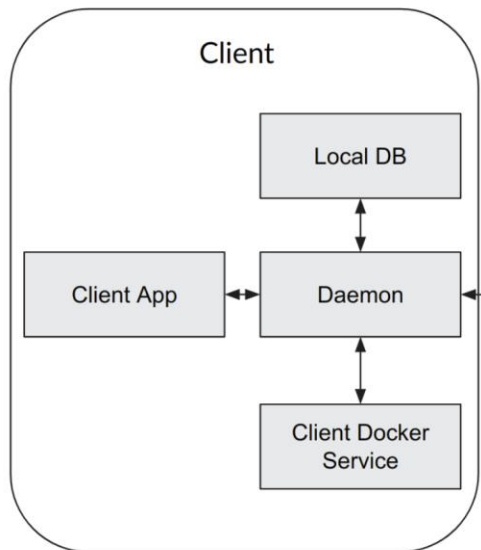 Client
Local DB
Client App
Daemon
Client Docker
Service